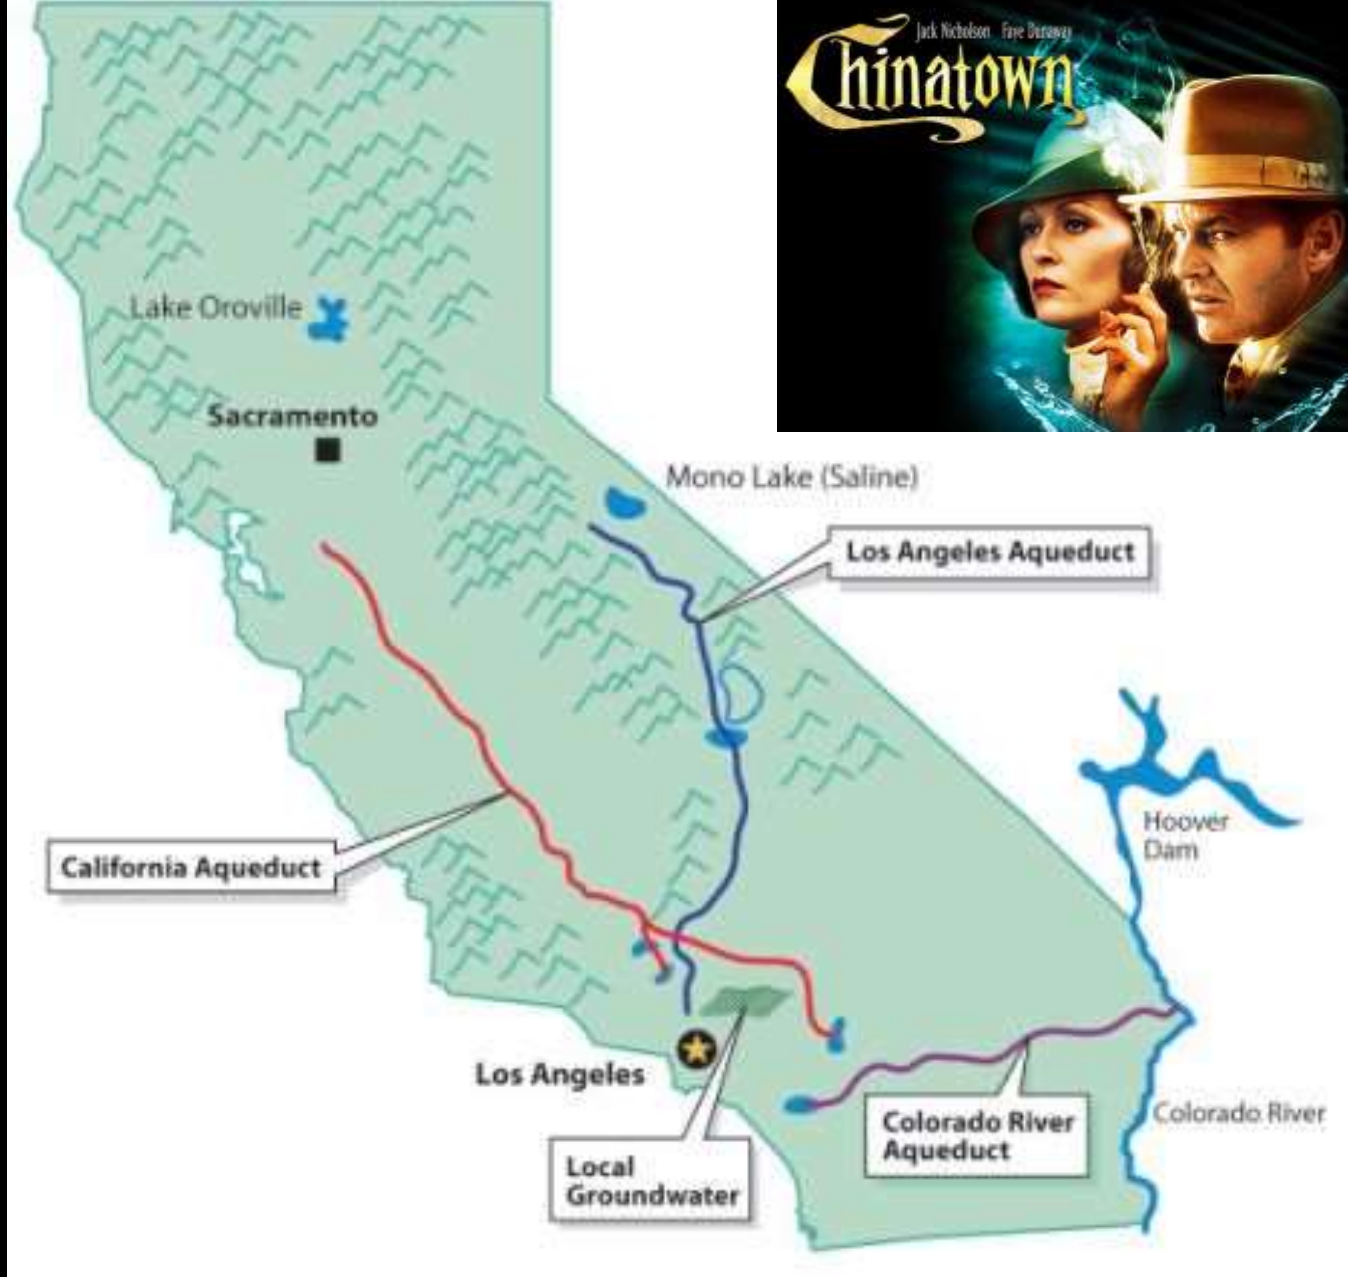 Jack Nicholson Faye Dunaway
Chinatown
Lake Oroville
Sacramento
Mono Lake (Saline)
Los Angeles Aqueduct
Hoover
Dam
California Aqueduct
Los Angeles
Colorado River
Aqueduct
Colorado River
Local
Groundwater